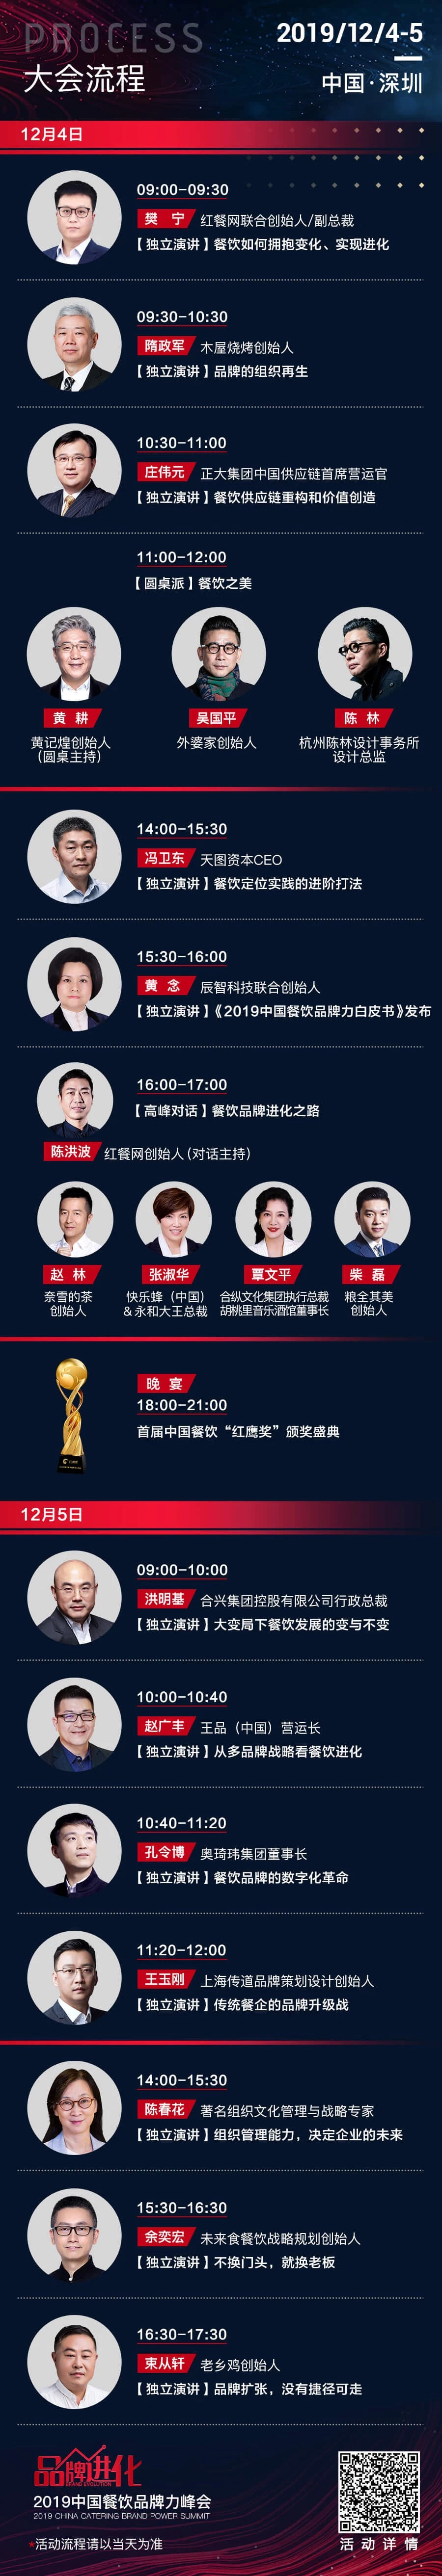 PROCESS
2019/12/4-5
大会流程
中国·深圳
12月4日
09:00-09:30
樊 宁 红餐网联合创始人/副总裁
【独立演讲】餐饮如何拥抱变化、实现进化
09:30-10:30
隋政军 木屋烧烤创始人
【独立演讲】品牌的组织再生
10:30-11:00
庄伟元 正大集团中国供应链首席营运官
【独立演讲】餐饮供应链重构和价值创造
11:00-12:00
【圆桌派】餐饮之美
黄 耕 吴国平 陈 林
黄记煌创始人 外婆家创始人 杭州陈林设计事务所
(圆桌主持) 设计总监
14:00-15:30
冯卫东 天图资本CEO
【独立演讲】餐饮定位实践的进阶打法
15:30-16:00
黄 念 辰智科技联合创始人
【独立演讲】《2019中国餐饮品牌力白皮书》发布
16:00-17:00
【高峰对话】餐饮品牌进化之路
陈洪波 红餐网创始人(对话主持)
赵 林 张淑华 覃文平 柴 磊
奈雪的茶 快乐蜂（中国） 合纵文化集团执行总裁 粮全其美
创始人 &永和大王总裁 胡桃里音乐酒馆董事长 创始人
晚 宴
18:00-21:00
首届中国餐饮“红鹰奖”颁奖盛典
12月5日
09:00-10:00
洪明基 合兴集团控股有限公司行政总裁
【独立演讲】大变局下餐饮发展的变与不变
10:00-10:40
赵广丰 王品（中国）营运长
【独立演讲】从多品牌战略看餐饮进化
10:40-11:20
孔令博 奥琦玮集团董事长
【独立演讲】餐饮品牌的数字化革命
11:20-12:00
王玉刚 上海传道品牌策划设计创始人
【独立演讲】传统餐企的品牌升级战
14:00-15:30
陈春花 著名组织文化管理与战略专家
【独立演讲】组织管理能力，决定企业的未来
15:30-16:30
余奕宏 未来食餐饮战略规划创始人
【独立演讲】不换门头，就换老板
16:30-17:30
束从轩 老乡鸡创始人
【独立演讲】品牌扩张，没有捷径可走
品牌进化
BRAND EVOLUTION
2019中国餐饮品牌力峰会
2019 CHINA CATERING BRAND POWER SUMMIT
*活动流程请以当天为准
活动详情